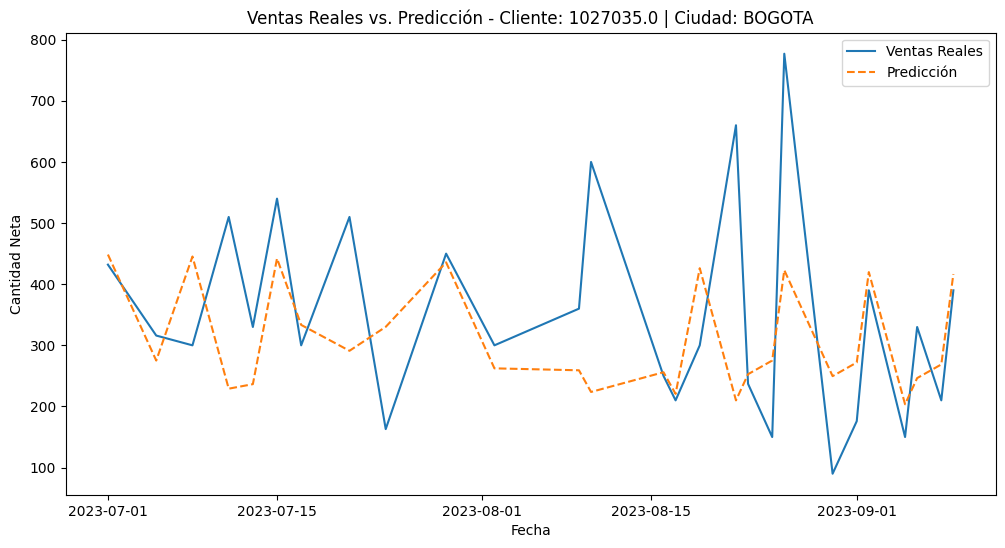 Ventas Reales vs. Predicción - Cliente: 1027035.0 | Ciudad: BOGOTA
Ventas Reales
Predicción
Cantidad Neta
800
700
600
500
400
300
200
100
2023-07-01
2023-07-15
2023-08-01
2023-08-15
2023-09-01
Fecha